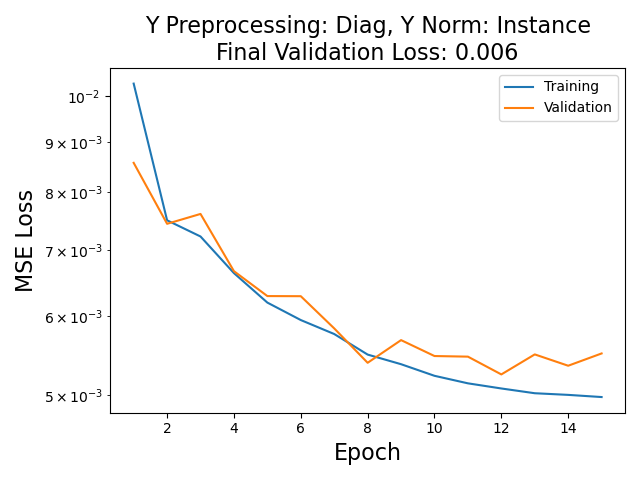 Y Preprocessing: Diag, Y Norm: Instance
Final Validation Loss: 0.006
Training
Validation
MSE Loss
10⁻²
9 × 10⁻³
8 × 10⁻³
7 × 10⁻³
6 × 10⁻³
5 × 10⁻³
2 4 6 8 10 12 14
Epoch